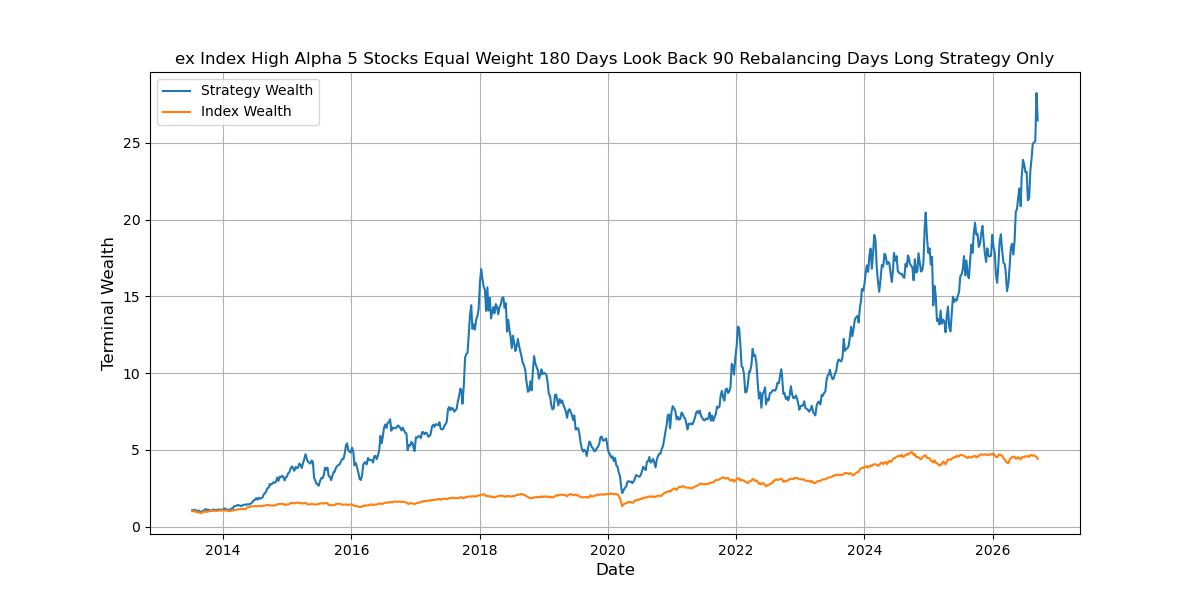 ex Index High Alpha 5 Stocks Equal Weight 180 Days Look Back 90 Rebalancing Days Long Strategy Only
Strategy Wealth
Index Wealth
Terminal Wealth
25
20
15
10
5
0
2014 2016 2018 2020 2022 2024 2026
Date